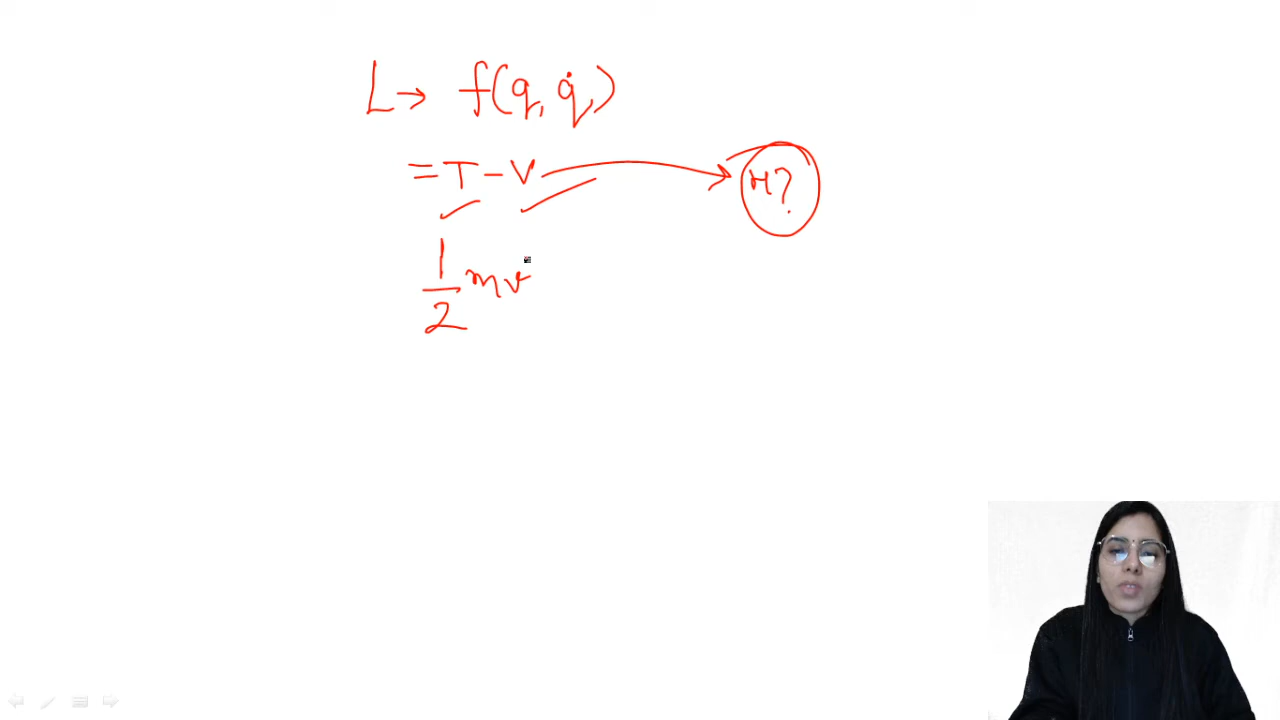 L → f(q, q̇,)
= T - V → H?
1/2 mv